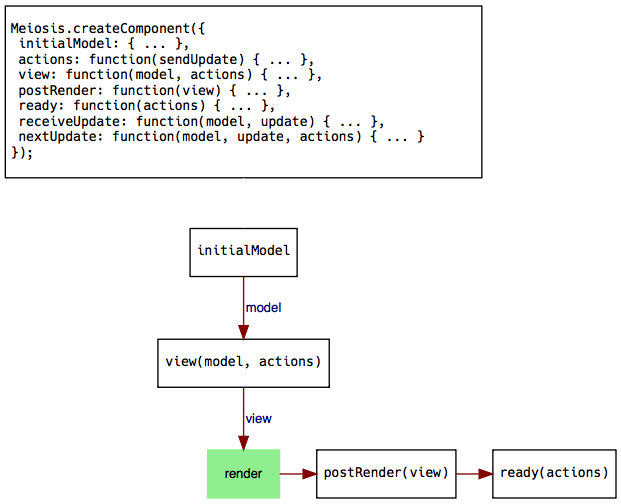 Meiosis.createComponent({
 initialModel: { ... },
 actions: function(sendUpdate) { ... },
 view: function(model, actions) { ... },
 postRender: function(view) { ... },
 ready: function(actions) { ... },
 receiveUpdate: function(model, update) { ... },
 nextUpdate: function(model, update, actions) { ... }
});
initialModel
model
view(model, actions)
view
render
postRender(view)
ready(actions)